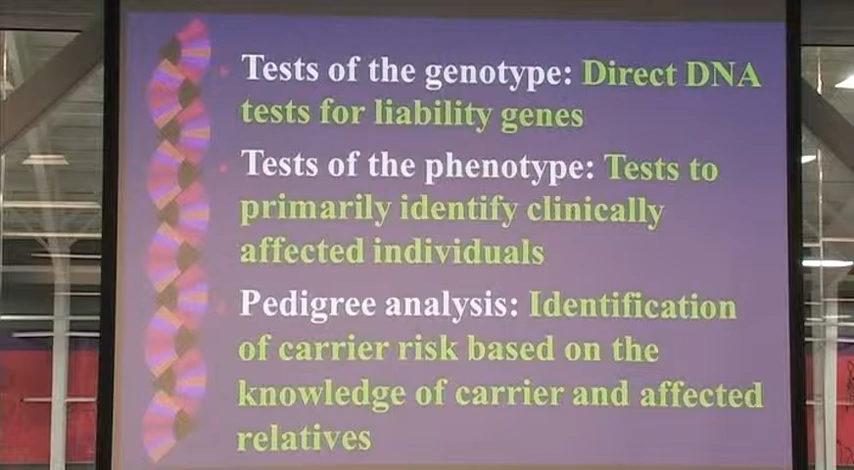 Tests of the genotype: Direct DNA
tests for liability genes
Tests of the phenotype: Tests to
primarily identify clinically
affected individuals
Pedigree analysis: Identification
of carrier risk based on the
knowledge of carrier and affected
relatives